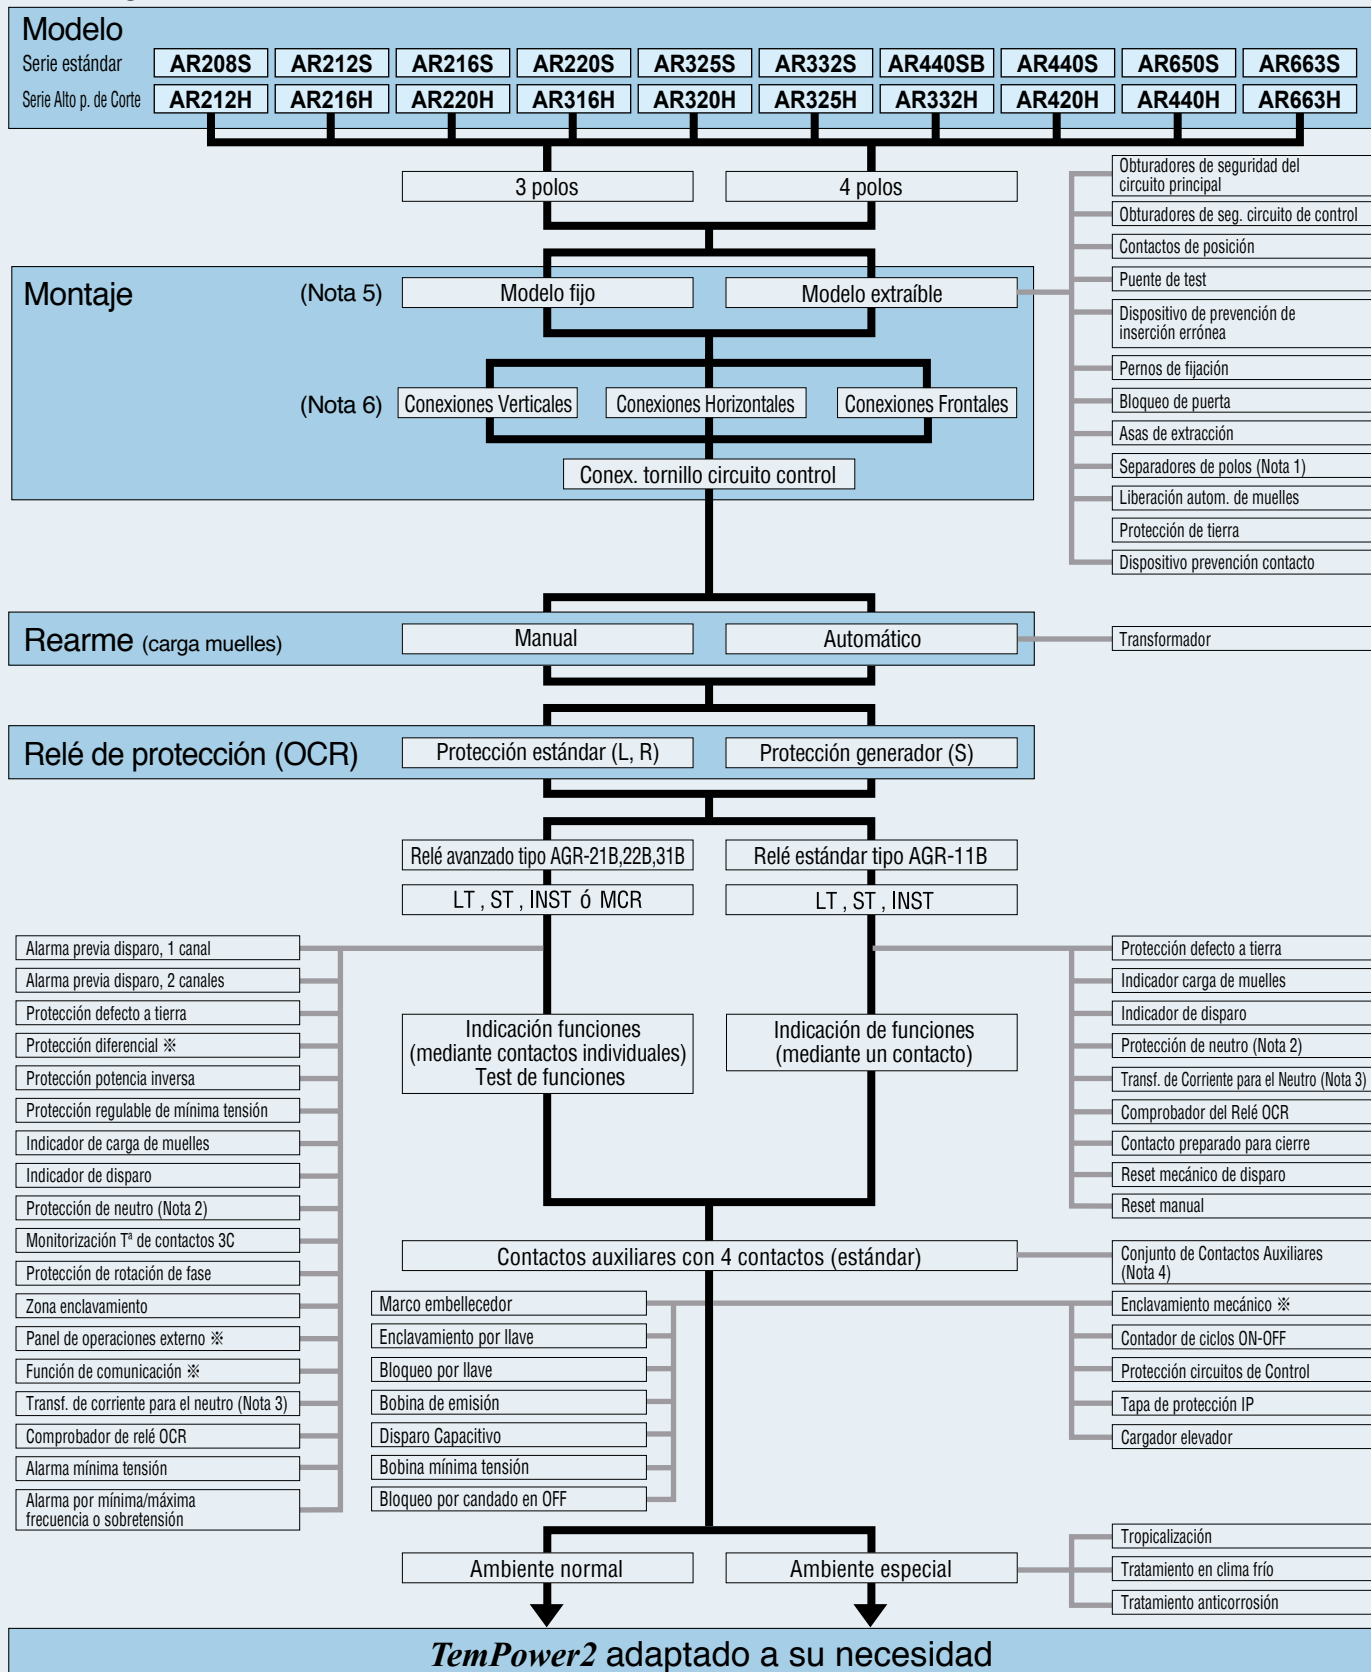 Modelo
Serie estándar AR208S AR212S AR216S AR220S AR325S AR332S AR440SB AR440S AR650S AR663S
Serie Alto p. de Corte AR212H AR216H AR220H AR316H AR320H AR325H AR332H AR420H AR440H AR663H
3 polos 4 polos
Obturadores de seguridad del
circuito principal
Obturadores de seg. circuito de control
Contactos de posición
Puente de test
Dispositivo de prevención de
inserción errónea
Pernos de fijación
Bloqueo de puerta
Asas de extracción
Separadores de polos (Nota 1)
Liberación autom. de muelles
Protección de tierra
Dispositivo prevención contacto
Montaje (Nota 5) Modelo fijo Modelo extraíble
(Nota 6) Conexiones Verticales Conexiones Horizontales Conexiones Frontales
Conex. tornillo circuito control
Rearme (carga muelles) Manual Automático Transformador
Relé de protección (OCR) Protección estándar (L, R) Protección generador (S)
Relé avanzado tipo AGR-21B,22B,31B Relé estándar tipo AGR-11B
LT , ST , INST ó MCR LT , ST , INST
Alarma previa disparo, 1 canal
Alarma previa disparo, 2 canales
Protección defecto a tierra
Protección diferencial ※
Protección potencia inversa
Protección regulable de mínima tensión
Indicador de carga de muelles
Indicador de disparo
Protección de neutro (Nota 2)
Monitorización Tª de contactos 3C
Protección de rotación de fase
Zona enclavamiento
Panel de operaciones externo ※
Función de comunicación ※
Transf. de corriente para el neutro (Nota 3)
Comprobador de relé OCR
Alarma mínima tensión
Alarma por mínima/máxima
frecuencia o sobretensión
Indicación funciones
(mediante contactos individuales)
Test de funciones
Indicación de funciones
(mediante un contacto)
Protección defecto a tierra
Indicador carga de muelles
Indicador de disparo
Protección de neutro (Nota 2)
Transf. de Corriente para el Neutro (Nota 3)
Comprobador del Relé OCR
Contacto preparado para cierre
Reset mecánico de disparo
Reset manual
Contactos auxiliares con 4 contactos (estándar)
Conjunto de Contactos Auxiliares
(Nota 4)
Marco embellecedor
Enclavamiento por llave
Bloqueo por llave
Bobina de emisión
Disparo Capacitivo
Bobina mínima tensión
Bloqueo por candado en OFF
Enclavamiento mecánico ※
Contador de ciclos ON-OFF
Protección circuitos de Control
Tapa de protección IP
Cargador elevador
Ambiente normal Ambiente especial
Tropicalización
Tratamiento en clima frío
Tratamiento anticorrosión
TemPower2 adaptado a su necesidad